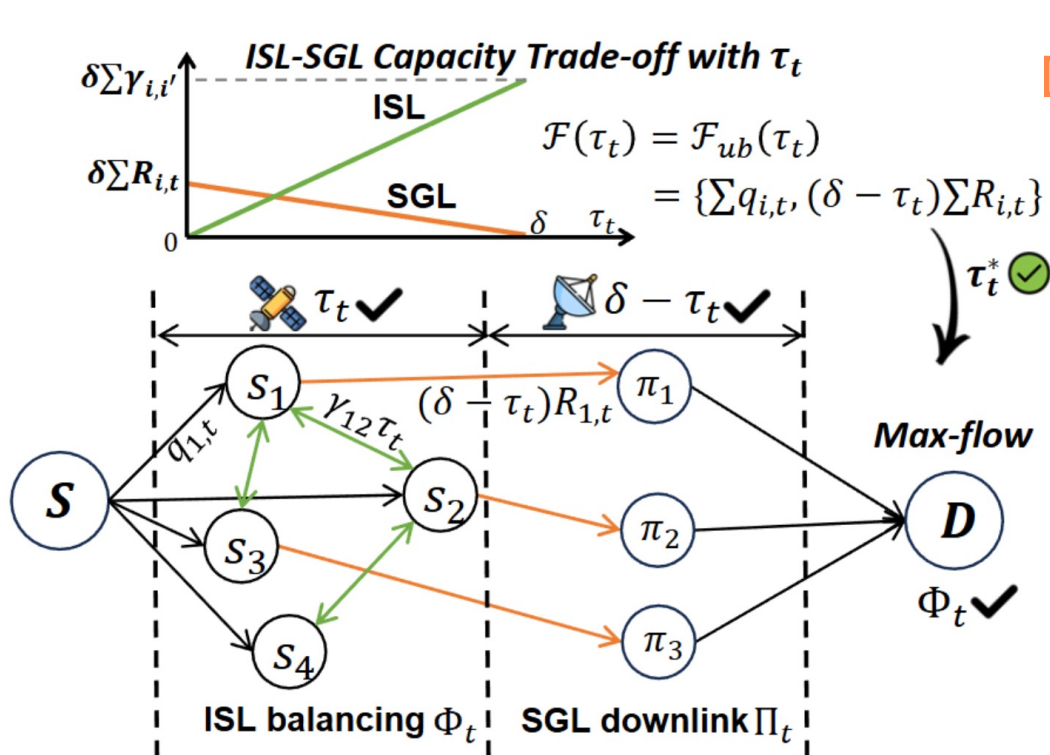 ISL-SGL Capacity Trade-off with τ_t
δ∑γ_{i,i'}
ISL
ℱ(τ_t) = ℱ_{ub}(τ_t)
δ∑R_{i,t}
SGL
= {∑q_{i,t}, (δ − τ_t)∑R_{i,t}}
0
δ
τ_t
τ_t^*
τ_t
δ − τ_t
s_1
π_1
q_{1,t}
γ_{12}τ_t
(δ − τ_t)R_{1,t}
Max-flow
S
s_2
π_2
D
s_3
Φ_t
s_4
π_3
ISL balancing Φ_t
SGL downlink Π_t